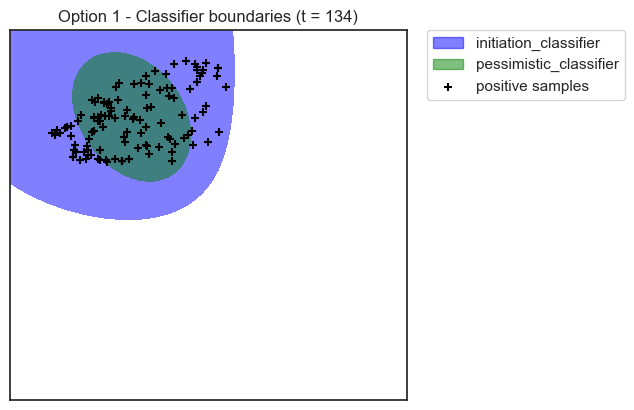 Option 1 - Classifier boundaries (t = 134)
initiation_classifier
pessimistic_classifier
positive samples